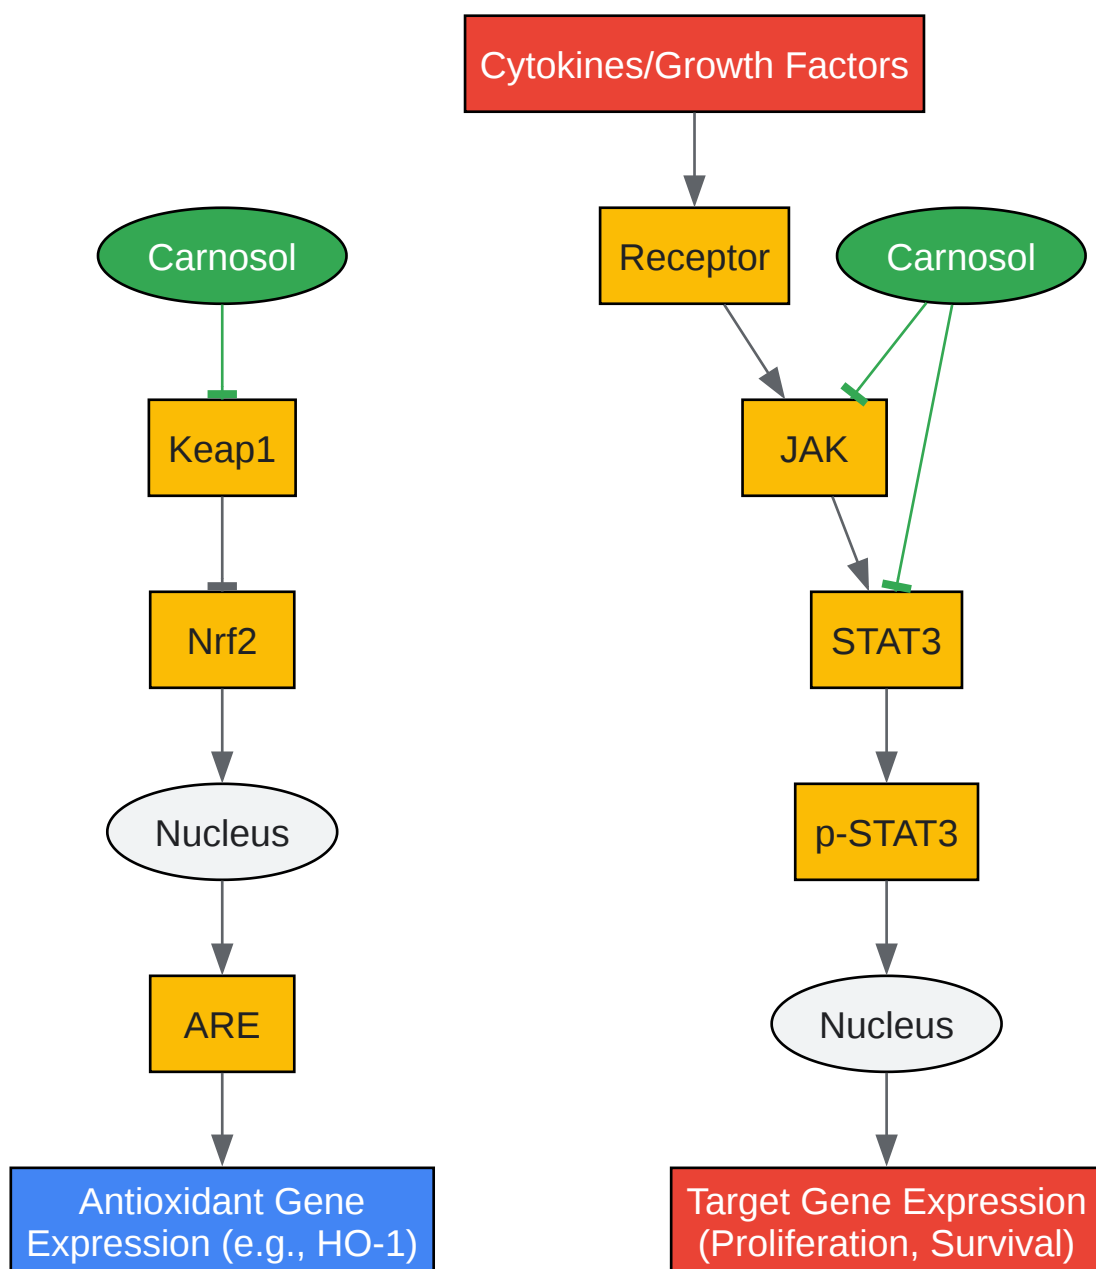 Cytokines/Growth Factors
Carnosol
Receptor
Carnosol
Keap1
JAK
Nrf2
STAT3
Nucleus
p-STAT3
ARE
Nucleus
Antioxidant Gene
Expression (e.g., HO-1)
Target Gene Expression
(Proliferation, Survival)